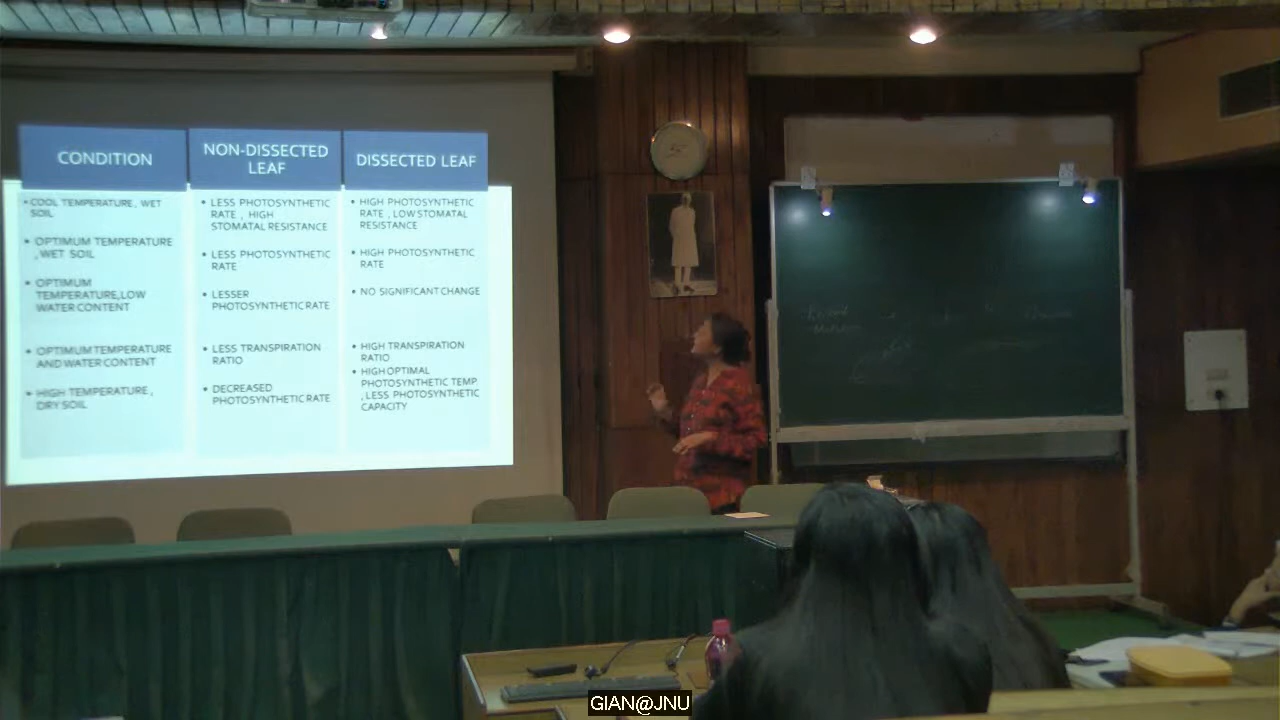 CONDITION
NON-DISSECTED
LEAF
DISSECTED LEAF
• COOL TEMPERATURE, WET
SOIL
• LESS PHOTOSYNTHETIC
RATE , HIGH
STOMATAL RESISTANCE
• HIGH PHOTOSYNTHETIC
RATE , LOW STOMATAL
RESISTANCE
• OPTIMUM TEMPERATURE
,WET SOIL
• LESS PHOTOSYNTHETIC
RATE
• HIGH PHOTOSYNTHETIC
RATE
• OPTIMUM
TEMPERATURE,LOW
WATER CONTENT
• LESSER
PHOTOSYNTHETIC RATE
• NO SIGNIFICANT CHANGE
• OPTIMUM TEMPERATURE
AND WATER CONTENT
• LESS TRANSPIRATION
RATIO
• HIGH TRANSPIRATION
RATIO
• HIGH TEMPERATURE ,
DRY SOIL
• DECREASED
PHOTOSYNTHETIC RATE
• HIGH OPTIMAL
PHOTOSYNTHETIC TEMP.
, LESS PHOTOSYNTHETIC
CAPACITY
GIAN@JNU